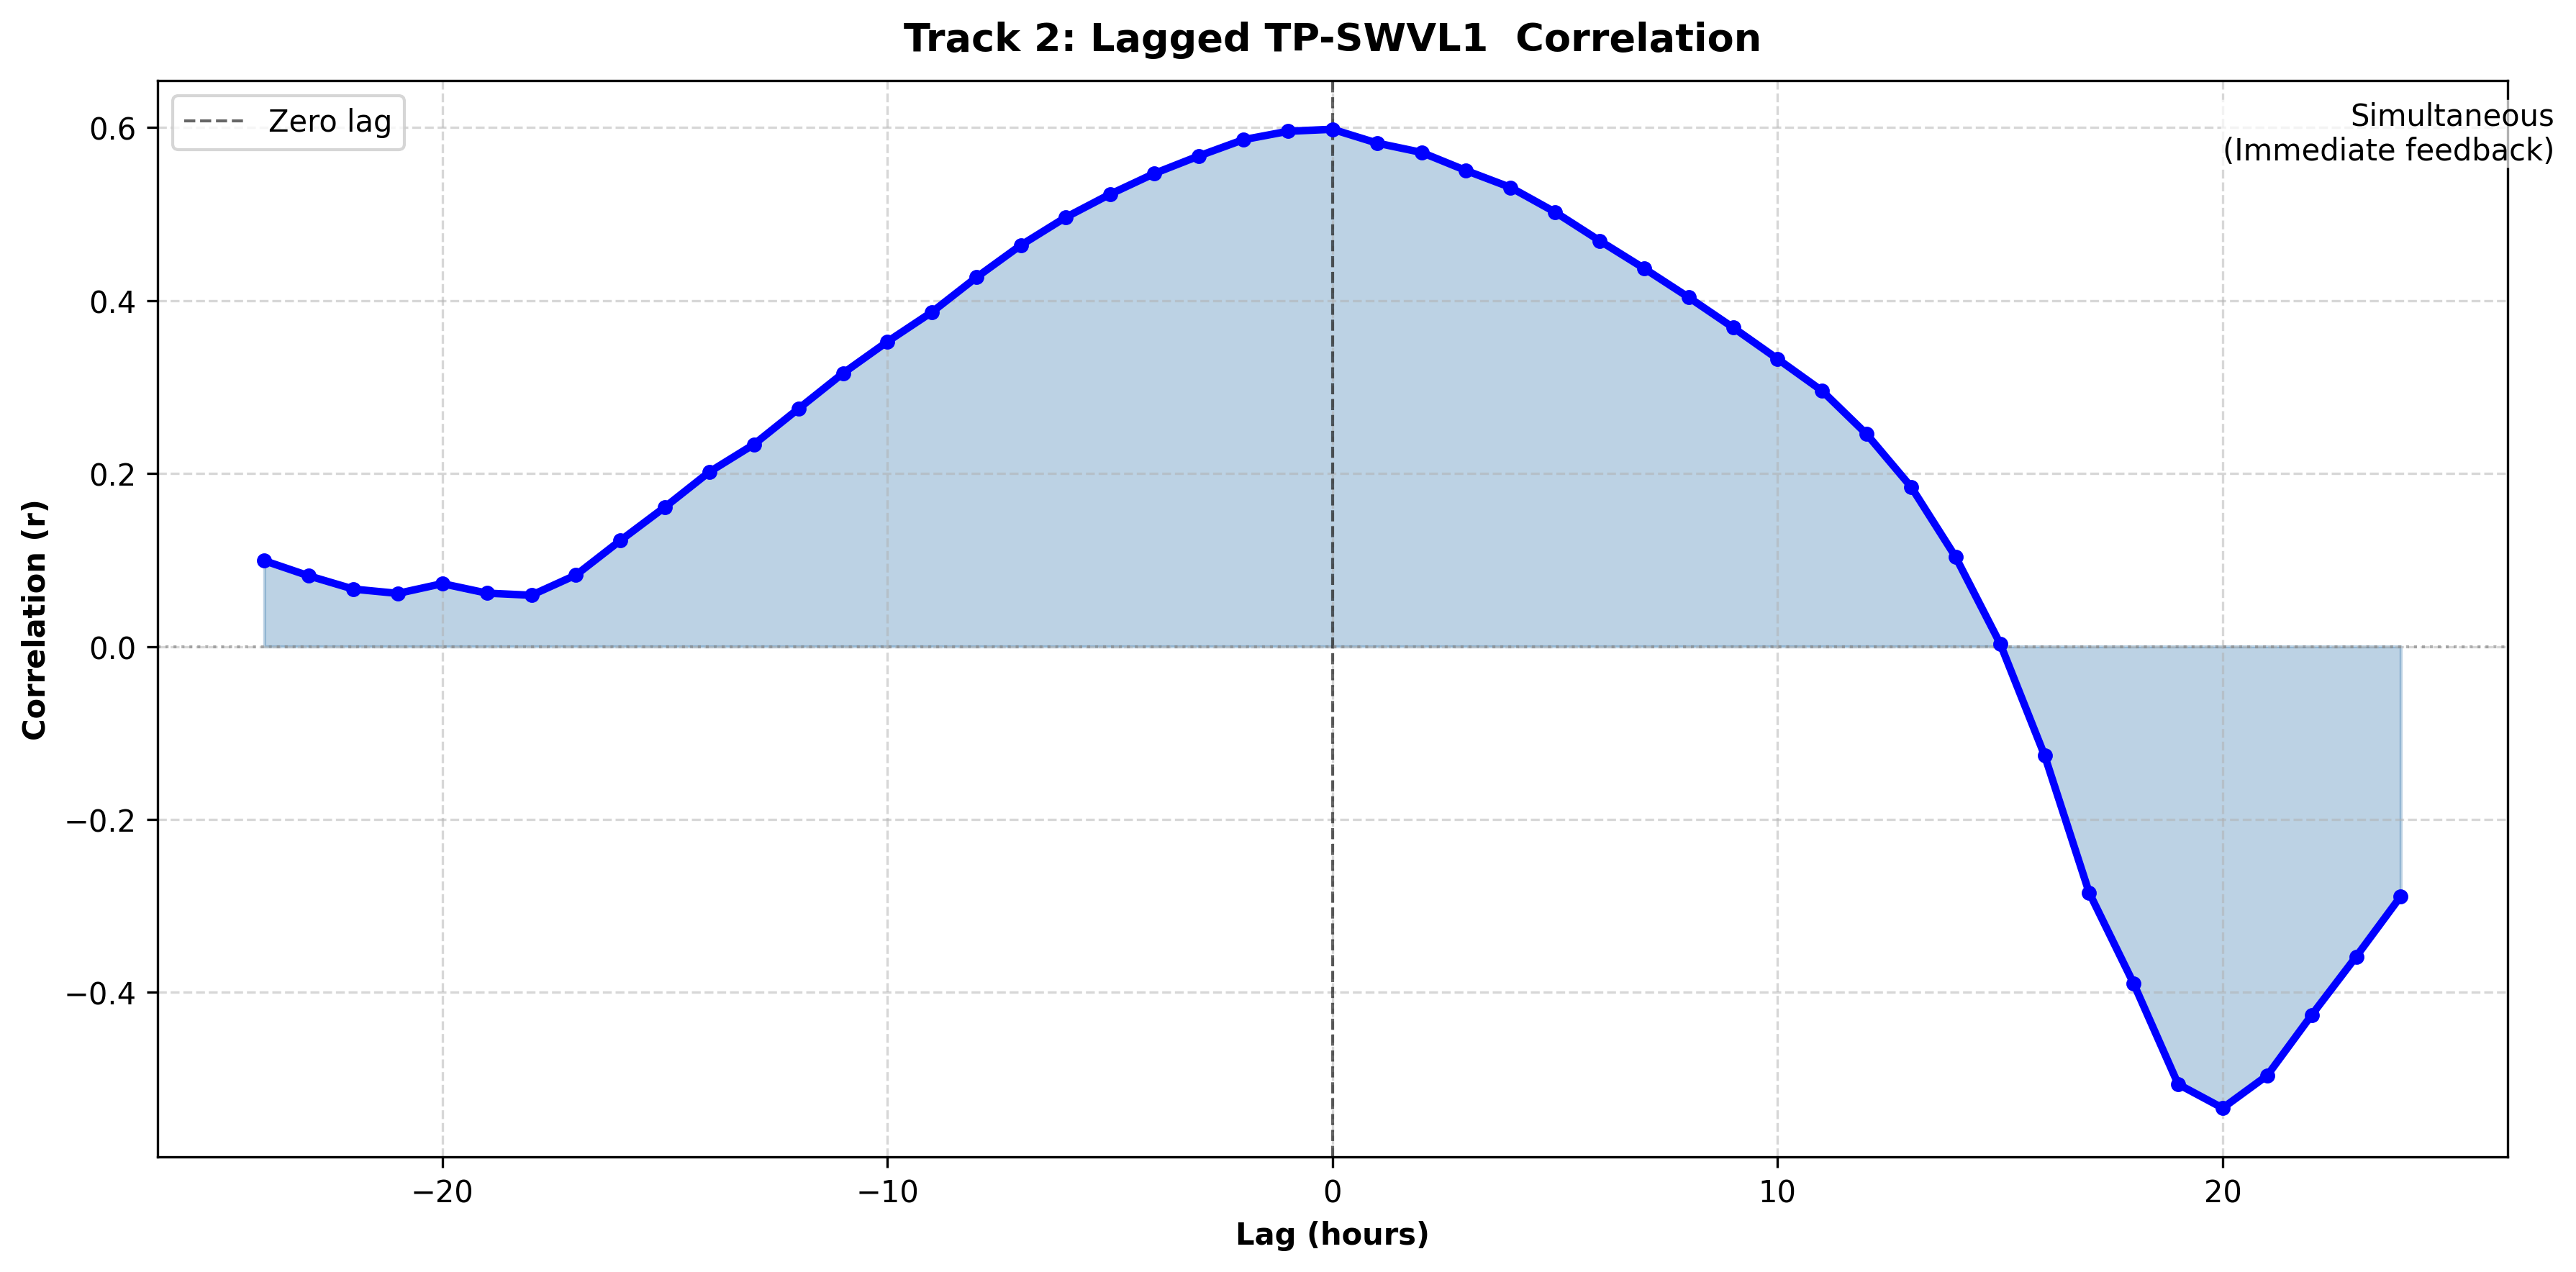 Track 2: Lagged TP-SWVL1  Correlation
Zero lag
Simultaneous
(Immediate feedback)
Correlation (r)
0.6
0.4
0.2
0.0
−0.2
−0.4
−20
−10
0
10
20
Lag (hours)